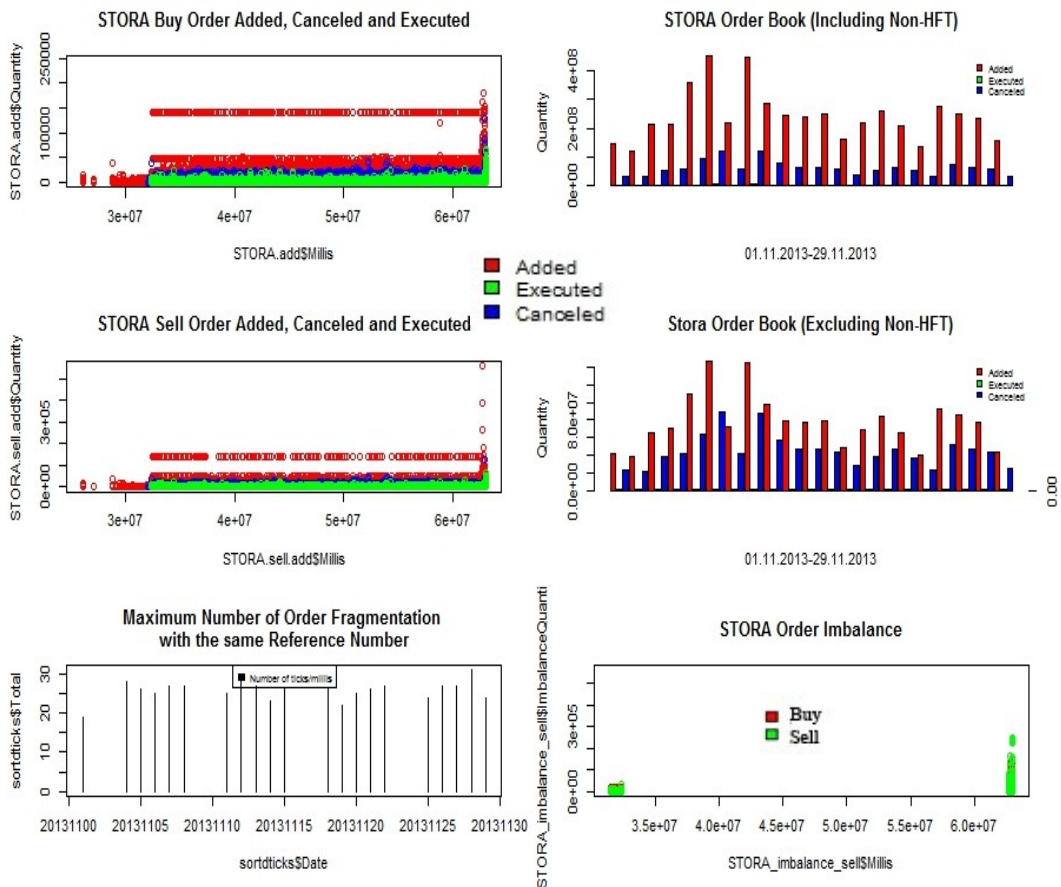 STORA Buy Order Added, Canceled and Executed
STORA.add$Quantity
0 100000 250000
3e+07 4e+07 5e+07 6e+07
STORA.add$Millis
STORA Order Book (Including Non-HFT)
Quantity
0e+00 2e+08 4e+08
Added
Executed
Canceled
01.11.2013-29.11.2013
Added
Executed
Canceled
STORA Sell Order Added, Canceled and Executed
STORA.sell.add$Quantity
0e+00 3e+05
3e+07 4e+07 5e+07 6e+07
STORA.sell.add$Millis
Stora Order Book (Excluding Non-HFT)
Quantity
0.0e+00 8.0e+07
Added
Executed
Canceled
0.00
01.11.2013-29.11.2013
Maximum Number of Order Fragmentation
with the same Reference Number
sortdticks$Total
0 10 20 30
Number of ticks/millis
20131100 20131105 20131110 20131115 20131120 20131125 20131130
sortdticks$Date
STORA Order Imbalance
STORA_imbalance_sell$ImbalanceQuanti
0e+00 3e+05
Buy
Sell
3.5e+07 4.0e+07 4.5e+07 5.0e+07 5.5e+07 6.0e+07
STORA_imbalance_sell$Millis